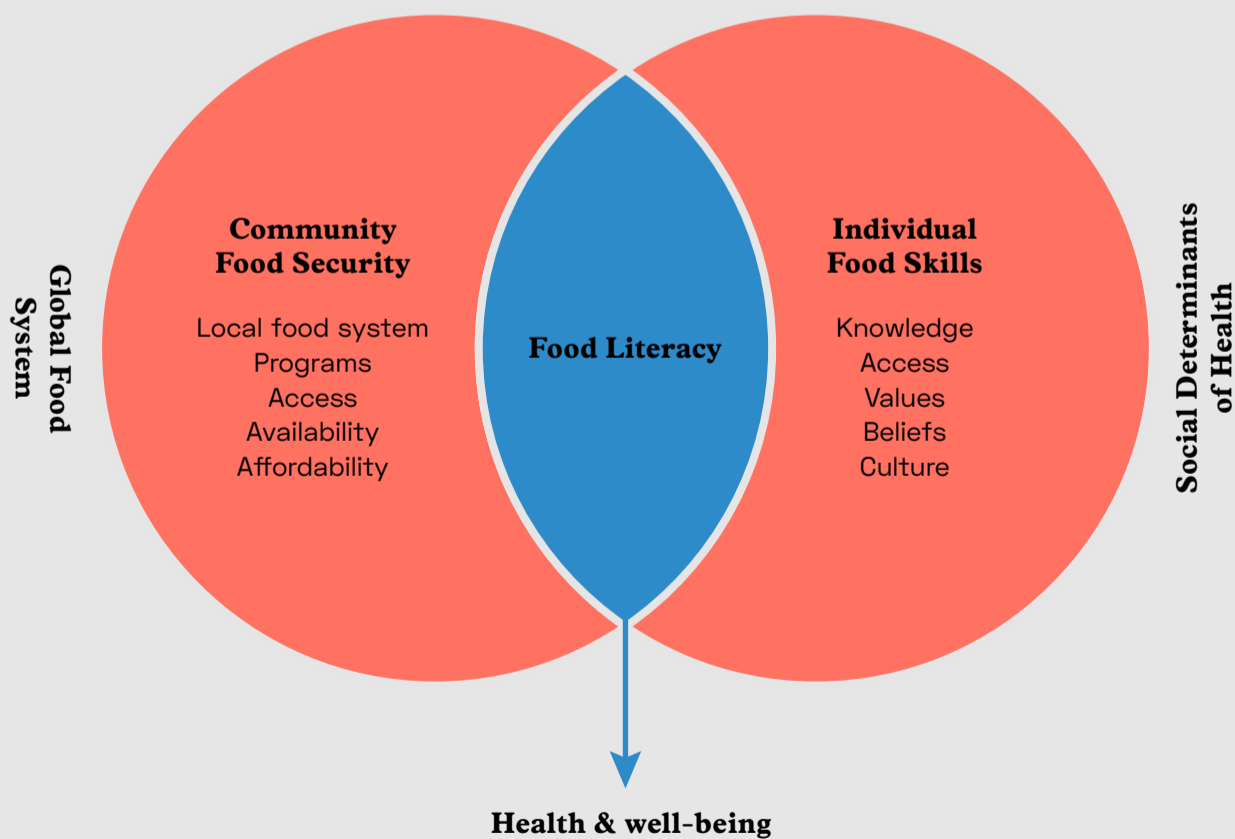 Global Food
System
Community
Food Security
Local food system
Programs
Access
Availability
Affordability
Food Literacy
Individual
Food Skills
Knowledge
Access
Values
Beliefs
Culture
Social Determinants
of Health
Health & well-being